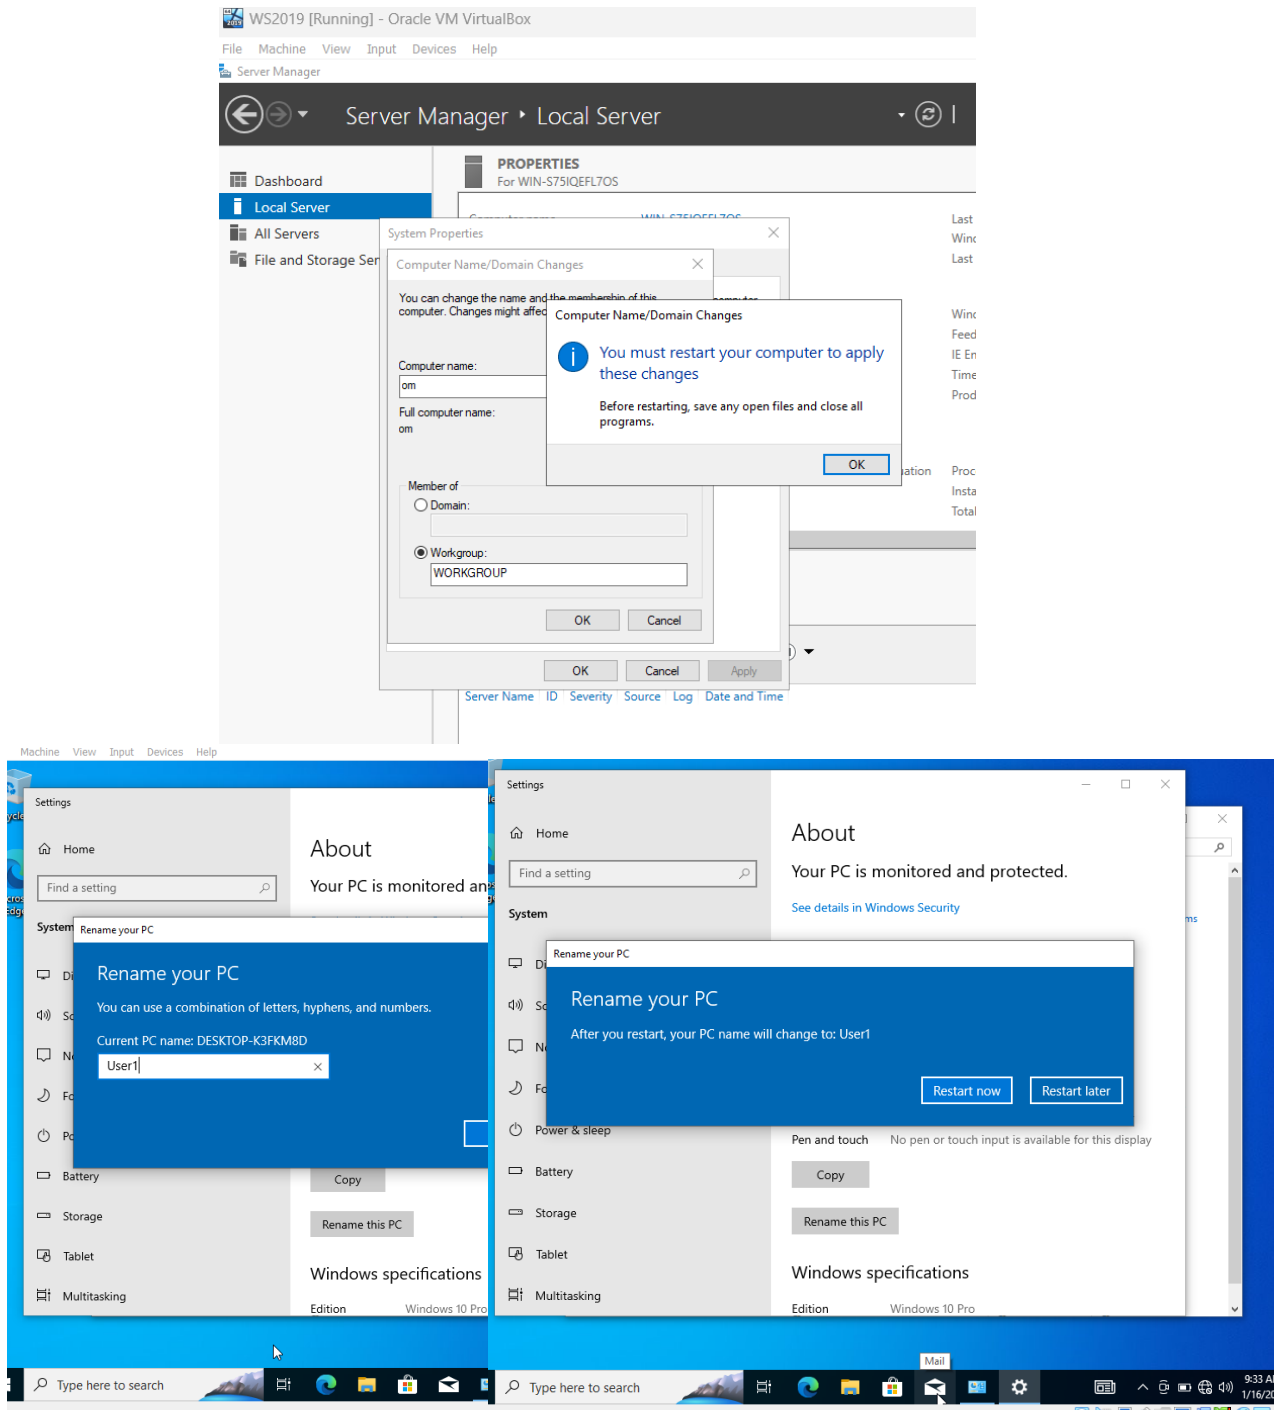 WS2019 [Running] - Oracle VM VirtualBox
File Machine View Input Devices Help
Server Manager
Server Manager ‣ Local Server
PROPERTIES
For WIN-S75IQEFL7OS
Dashboard
Local Server
All Servers
File and Storage Ser
WIN-S75IQEFL7OS
Last
Last
System Properties
Computer Name/Domain Changes
You can change the name and the membership of this
computer. Changes might affec
Computer name:
om
Full computer name:
om
Member of
Domain:
Workgroup:
WORKGROUP
OK Cancel
OK Cancel Apply
Computer Name/Domain Changes
You must restart your computer to apply
these changes
Before restarting, save any open files and close all
programs.
OK
Wind
Feed
IE En
Time
Prod
uation Proc
Insta
Total
Server Name ID Severity Source Log Date and Time
Machine View Input Devices Help
Settings
Home
Find a setting
System
About
Your PC is monitored an
Rename your PC
Rename your PC
You can use a combination of letters, hyphens, and numbers.
Current PC name: DESKTOP-K3FKM8D
User1
Battery
Storage
Tablet
Multitasking
Copy
Rename this PC
Windows specifications
Edition Windows 10 Pro
Type here to search
Settings
Home
Find a setting
System
About
Your PC is monitored and protected.
See details in Windows Security
Rename your PC
Rename your PC
After you restart, your PC name will change to: User1
Restart now Restart later
Power & sleep
Battery
Storage
Tablet
Multitasking
Pen and touch No pen or touch input is available for this display
Copy
Rename this PC
Windows specifications
Edition Windows 10 Pro
Mail
Type here to search
9:33 AM
1/16/20